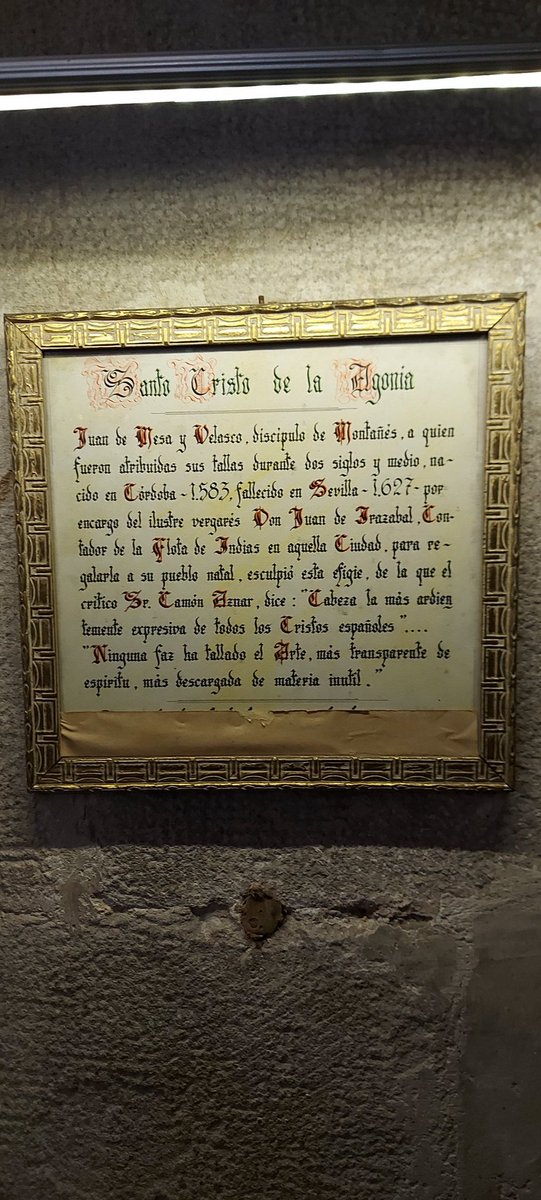 Santo Cristo de la Agonia
Juan de Mesa y Velasco, discipulo de Montañés, a quien
fueron atribuidas sus tallas durante dos siglos y medio, na-
cido en Córdoba - 1.583, fallecido en Sevilla - 1.627 - por
encargo del ilustre vergarés Don Juan de Irazabal, Con-
tador de la Flota de Indias en aquella Ciudad, para re-
galarla a su pueblo natal, esculpió esta efigie, de la que el
critico Sr. Camón Aznar, dice: "Cabeza la más ardien
temente expresiva de todos los Cristos españoles"....
"Ninguna faz ha tallado el Arte, más transparente de
espiritu, más descargada de materia inutil."